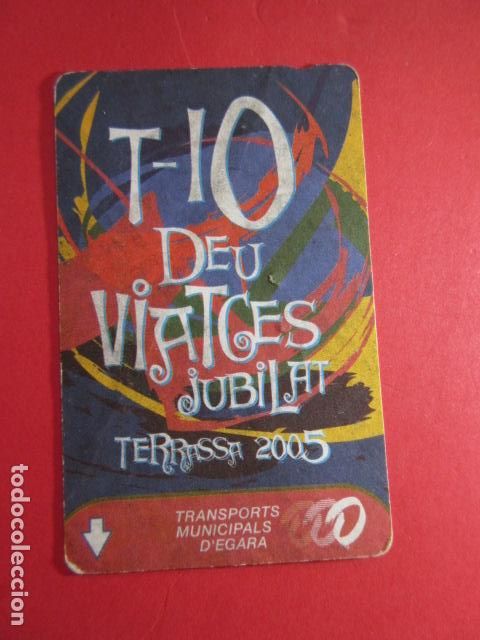 T-10
DEU
VIATGES
JUBILAT
TERRASSA 2005
TRANSPORTS
MUNICIPALS
D'EGARA
todocoleccion